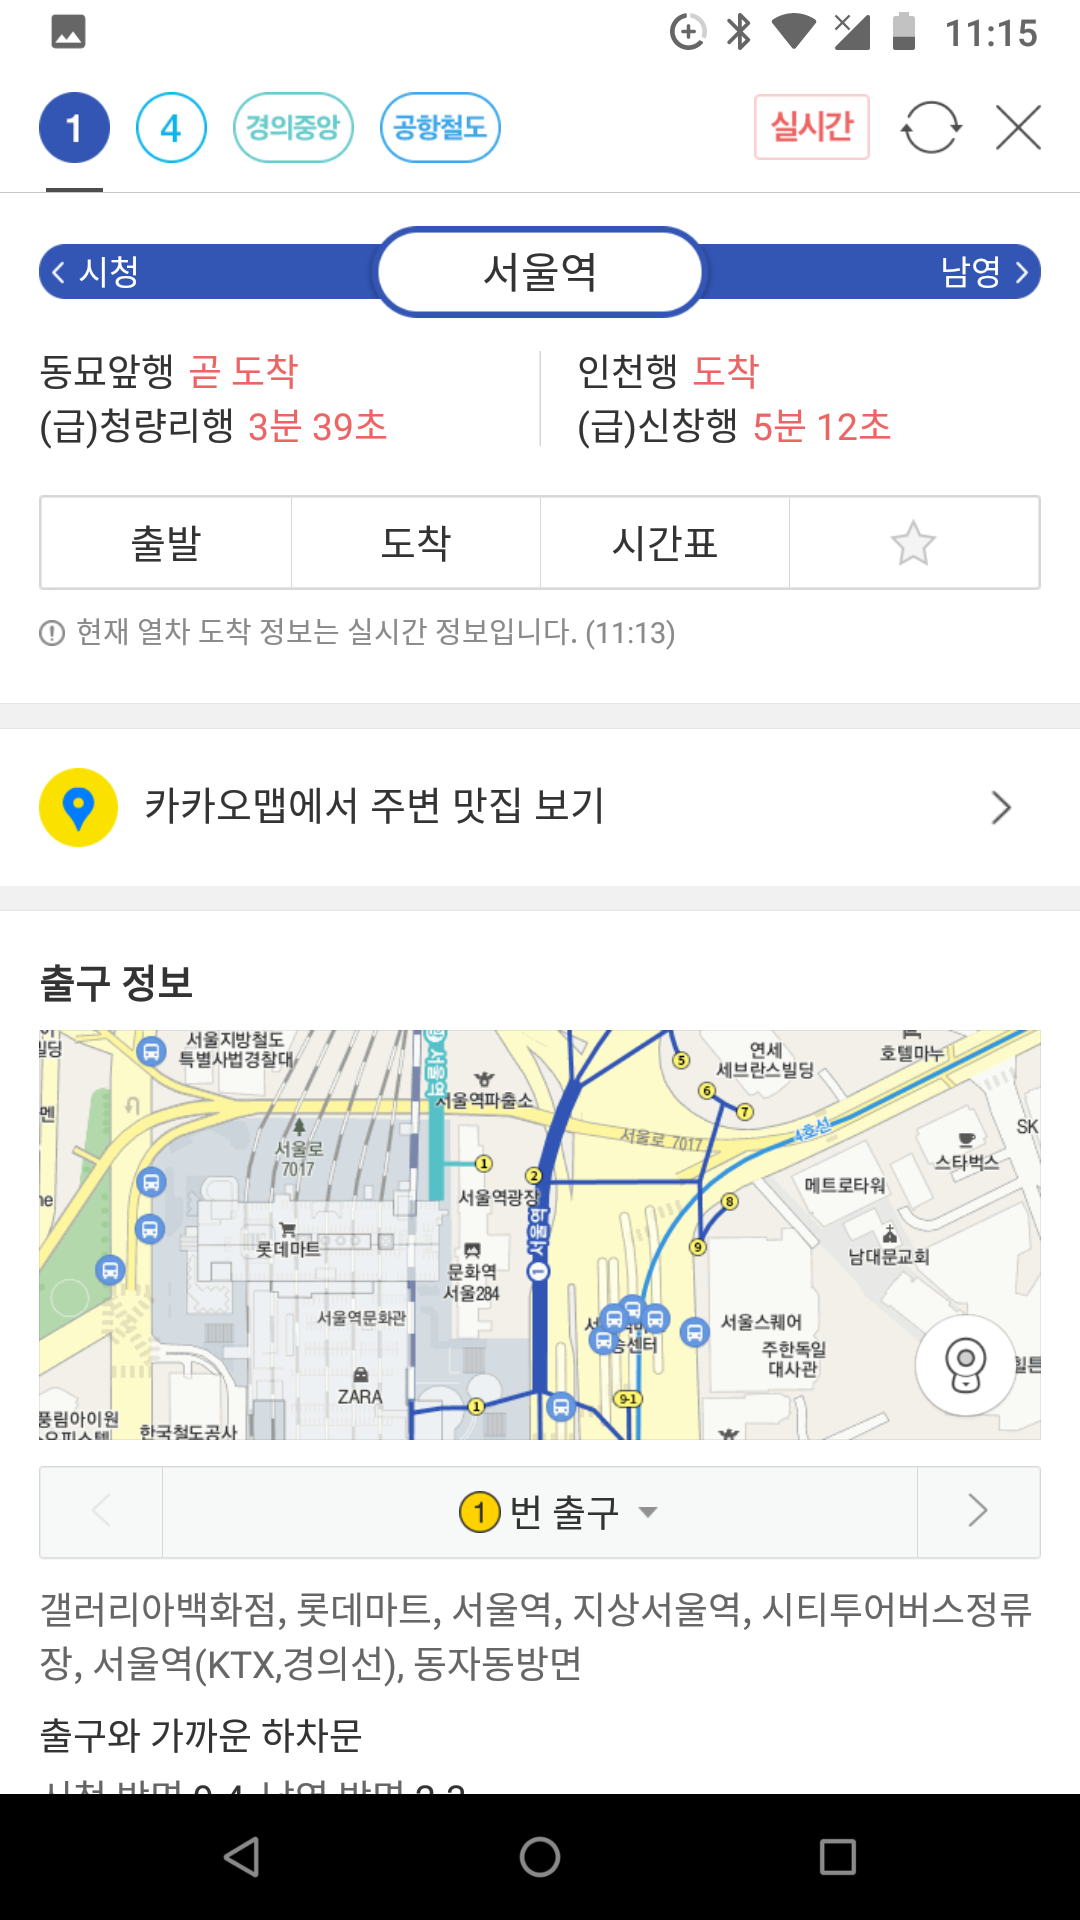 11:15
1 4 경의중앙 공항철도 실시간
시청 서울역 남영
동묘앞행 곧 도착
(급)청량리행 3분 39초
인천행 도착
(급)신창행 5분 12초
출발 도착 시간표
현재 열차 도착 정보는 실시간 정보입니다. (11:13)
카카오맵에서 주변 맛집 보기
출구 정보
서울지방철도
특별사법경찰대
서울역
서울역파출소
5
연세
세브란스빌딩
호텔마누
6
7
서울로 7017
4호선
SK
서울로
7017
1
2
서울역광장
스타벅스
메트로타워
8
9
남대문교회
롯데마트
서울역
1
문화역
서울284
서울역문화관
승센터
서울스퀘어
주한독일
대사관
힐튼
ZARA
1
9-1
풍림아이원
한국철도공사
1 번 출구
갤러리아백화점, 롯데마트, 서울역, 지상서울역, 시티투어버스정류
장, 서울역(KTX,경의선), 동자동방면
출구와 가까운 하차문